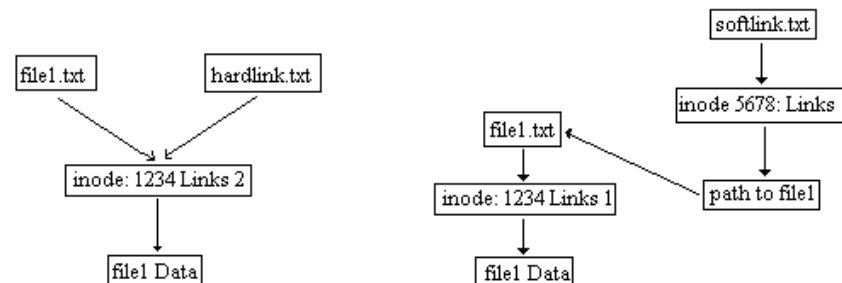 file1.txt
hardlink.txt
inode: 1234 Links 2
file1 Data
softlink.txt
inode 5678: Links
path to file1
file1.txt
inode: 1234 Links 1
file1 Data